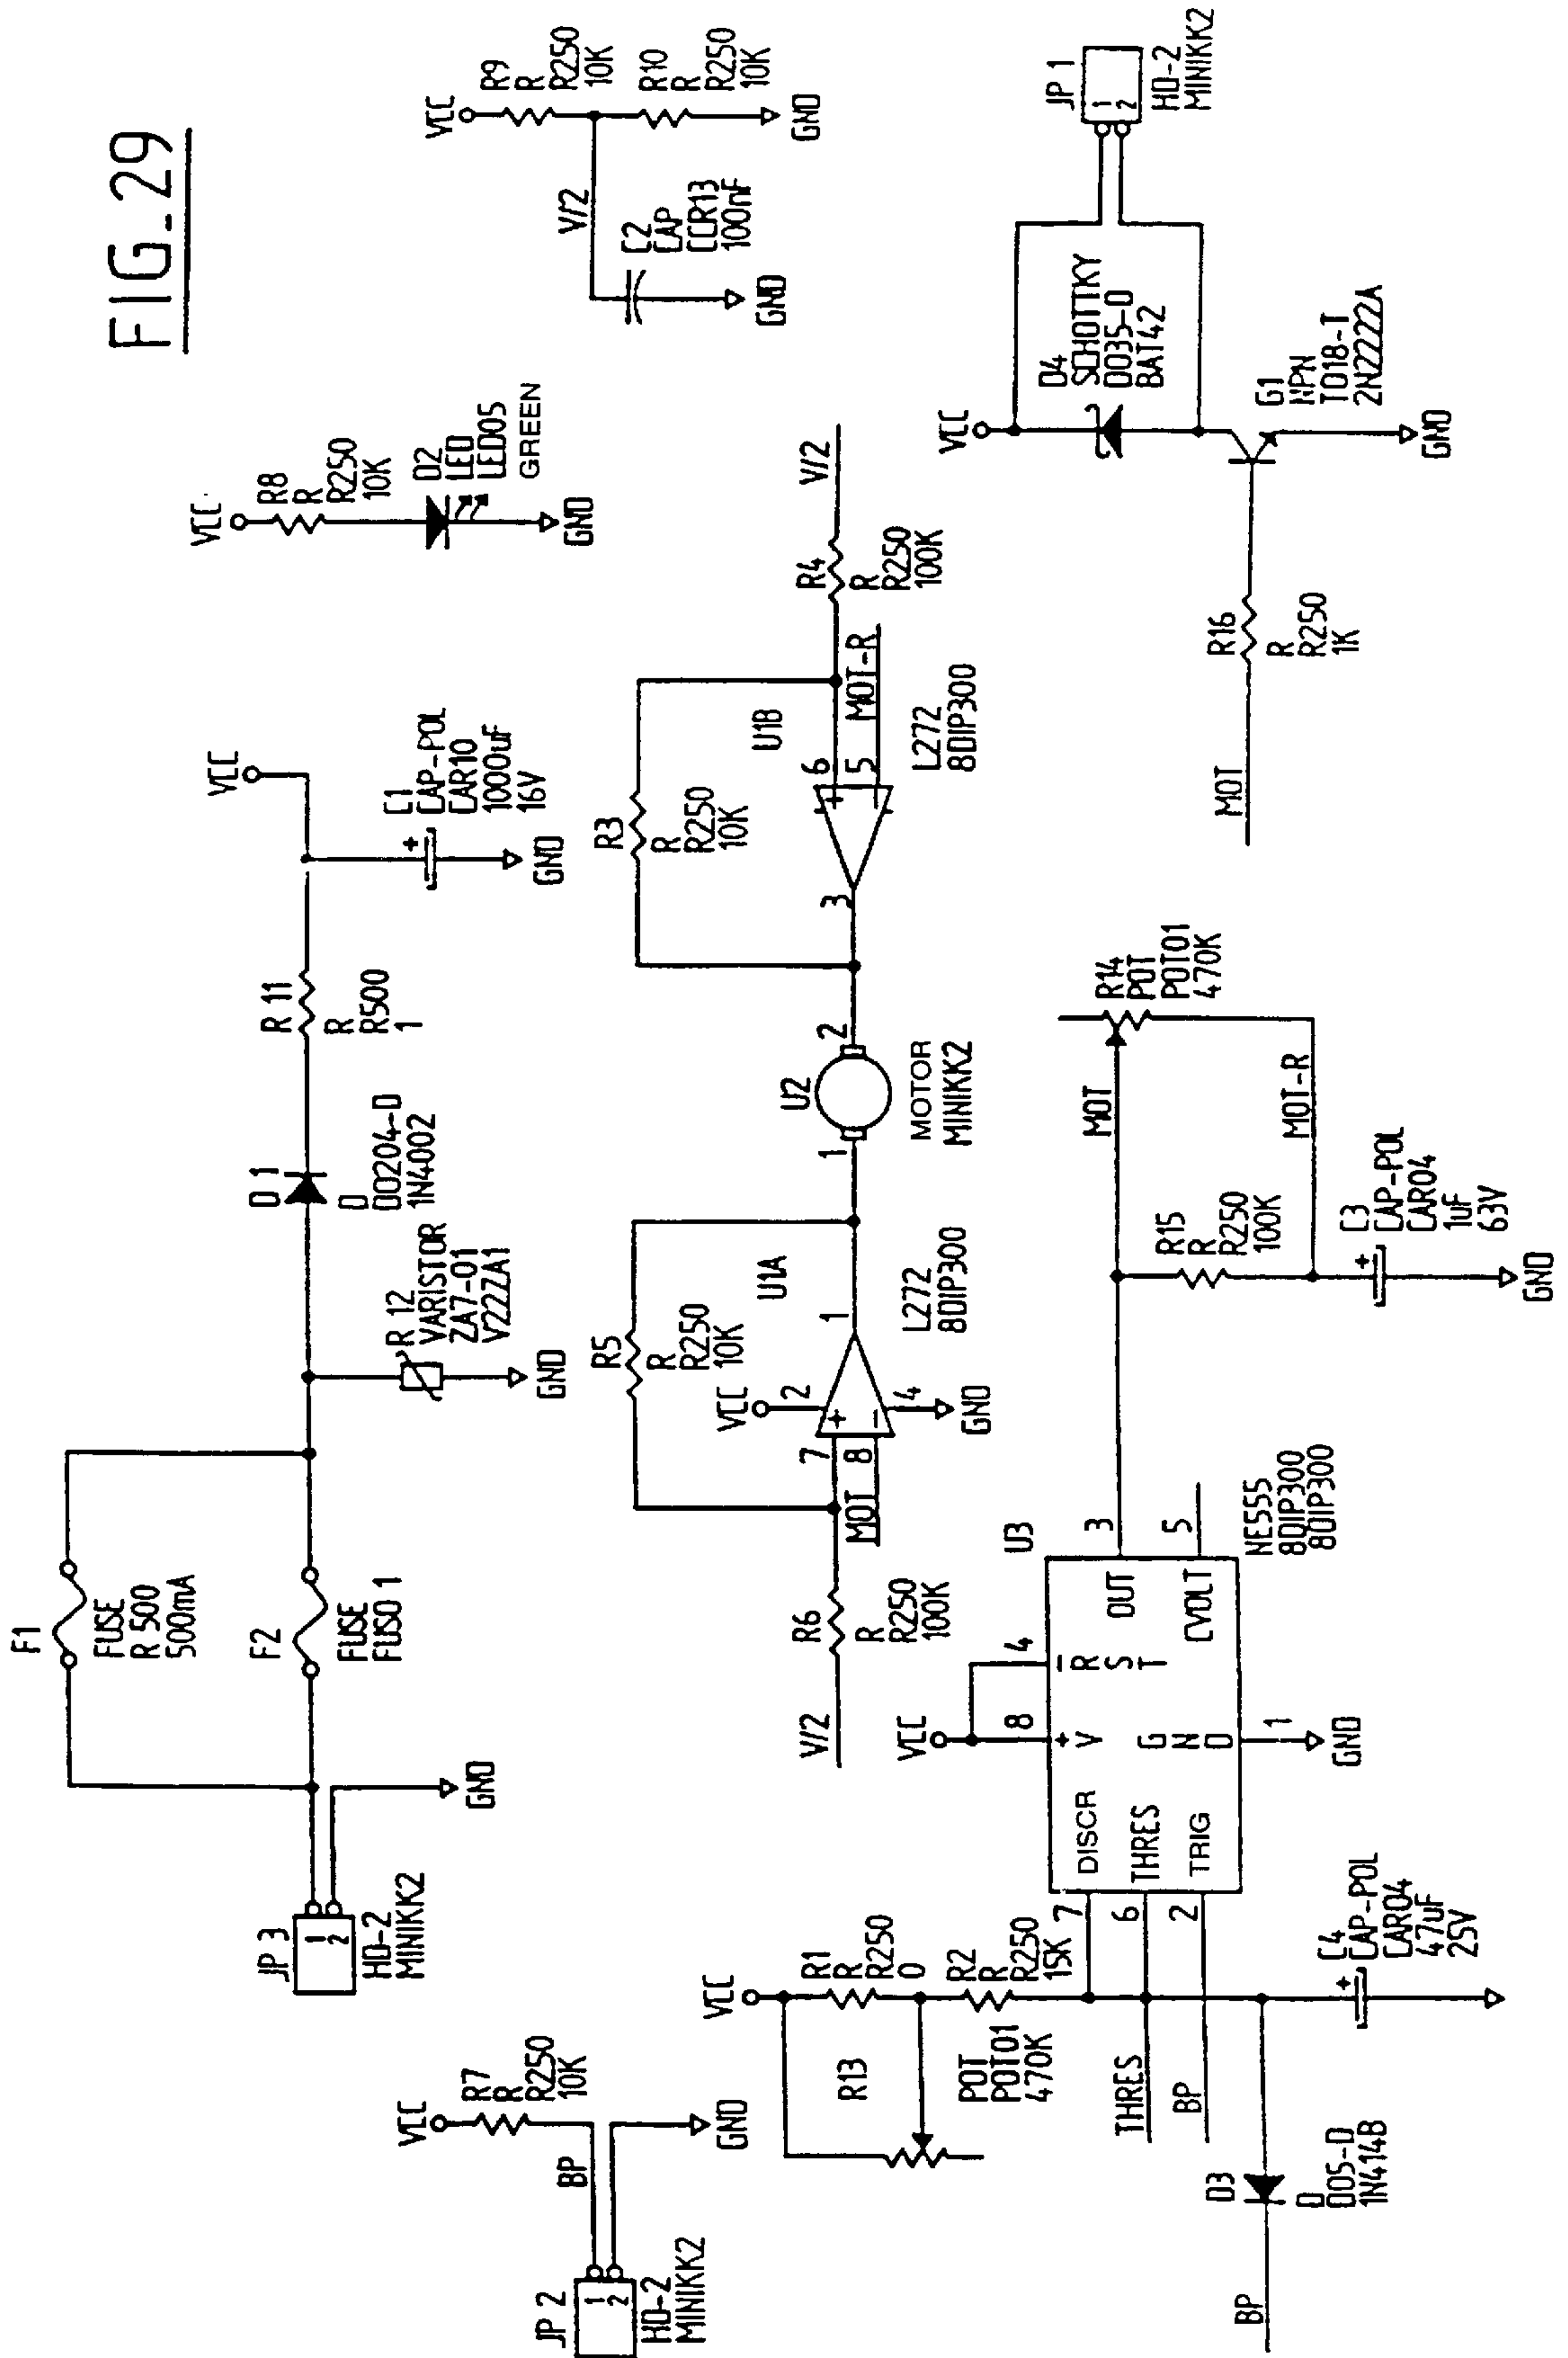 FIG_29
JP 3
1
2
HD-2
MINIKK2
GND
F1
FUSE
R 500
500mA
F2
FUSE
FUS0 1
R 12
VARISTOR
ZA7-01
V22ZA1
GND
D 1
D
DO204-D
1N4002
R 11
R
R500
1
VCC
C1
CAP-POL
CAR10
1000uF
16V
GND
VCC
R8
R
R250
10K
D2
LED
LED05
GREEN
GND
VCC
R9
R
R250
10K
V/2
R10
R
R250
10K
GND
C2
CAP
CCR13
100nF
GND
JP 2
1
2
HD-2
MINIKK2
VCC
R7
R
R250
10K
BP
GND
V/2
R6
R
R250
100K
R5
R
R250
10K
VCC
2
7
8
MOT
+
–
4
GND
1
U1A
L272
8DIP300
1
U2
2
MOTOR
MINIKK2
R3
R
R250
10K
3
U1B
6
5
+
–
MOT-R
L272
8DIP300
R4
R
R250
100K
V/2
VCC
R1
R
R250
0
R2
R
R250
15K
R13
POT
POT01
470K
THRES
BP
BP
D3
D
D05-D
1N414B
C4
CAP-POL
CAR04
47uF
25V
7
6
2
DISCR
THRES
TRIG
VCC
8
4
+
V
R
S
T
G
N
D
1
GND
OUT
CVOLT
3
5
U3
NE555
8DIP300
8DIP300
MOT
R14
POT
POT01
470K
R15
R
R250
100K
MOT-R
C3
CAP-POL
CAR04
1uF
63V
GND
MOT
R16
R
R250
1K
VCC
D4
SCHOTTKY
DO35-D
BAT42
G1
NPN
TO18-T
2N2222A
GND
JP 1
1
2
HD-2
MINIKK2